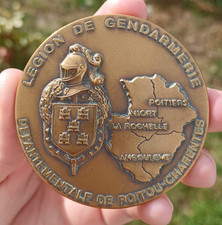 LEGION DE GENDARMERIE
POITIERS
NIORT
LA ROCHELLE
ANGOULEME
DEPARTEMENTALE DE POITOU-CHARENTES